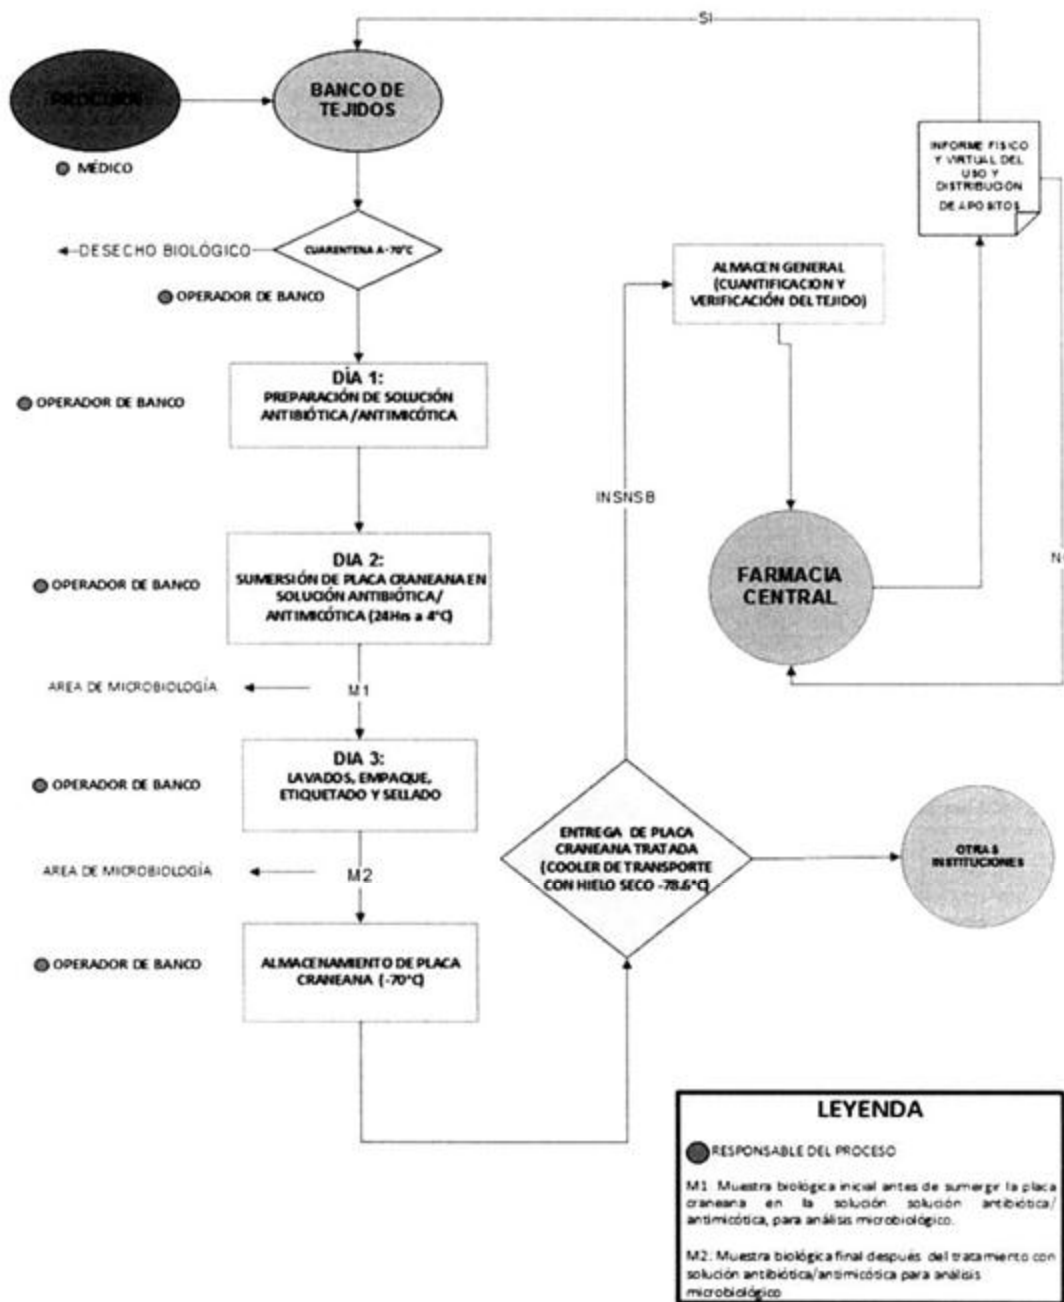 SI
PROCURA
BANCO DE
TEJIDOS
MÉDICO
INFORME FÍSICO
Y VIRTUAL DEL
USO Y
DISTRIBUCIÓN
DE APOSITOS
DESECHO BIOLÓGICO
CUARENTENA A -70°C
OPERADOR DE BANCO
ALMACEN GENERAL
(CUANTIFICACION Y
VERIFICACIÓN DEL TEJIDO)
DÍA 1:
PREPARACIÓN DE SOLUCIÓN
ANTIBIÓTICA /ANTIMICÓTICA
OPERADOR DE BANCO
INSNSB
DIA 2:
SUMERSIÓN DE PLACA CRANEANA EN
SOLUCIÓN ANTIBIÓTICA/
ANTIMICÓTICA (24Hrs a 4°C)
OPERADOR DE BANCO
FARMACIA
CENTRAL
AREA DE MICROBIOLOGÍA
M1
DIA 3:
LAVADOS, EMPAQUE,
ETIQUETADO Y SELLADO
OPERADOR DE BANCO
AREA DE MICROBIOLOGÍA
M2
ENTREGA DE PLACA
CRANEANA TRATADA
(COOLER DE TRANSPORTE
CON HIELO SECO -78.6°C)
OTRAS
INSTITUCIONES
OPERADOR DE BANCO
ALMACENAMIENTO DE PLACA
CRANEANA (-70°C)
LEYENDA
RESPONSABLE DEL PROCESO
M1. Muestra biológica inicial antes de sumergir la placa
craneana en la solución solución antibiótica/
antimicótica, para análisis microbiológico.
M2. Muestra biológica final después del tratamiento con
solución antibiótica/antimicótica para análisis
microbiológico